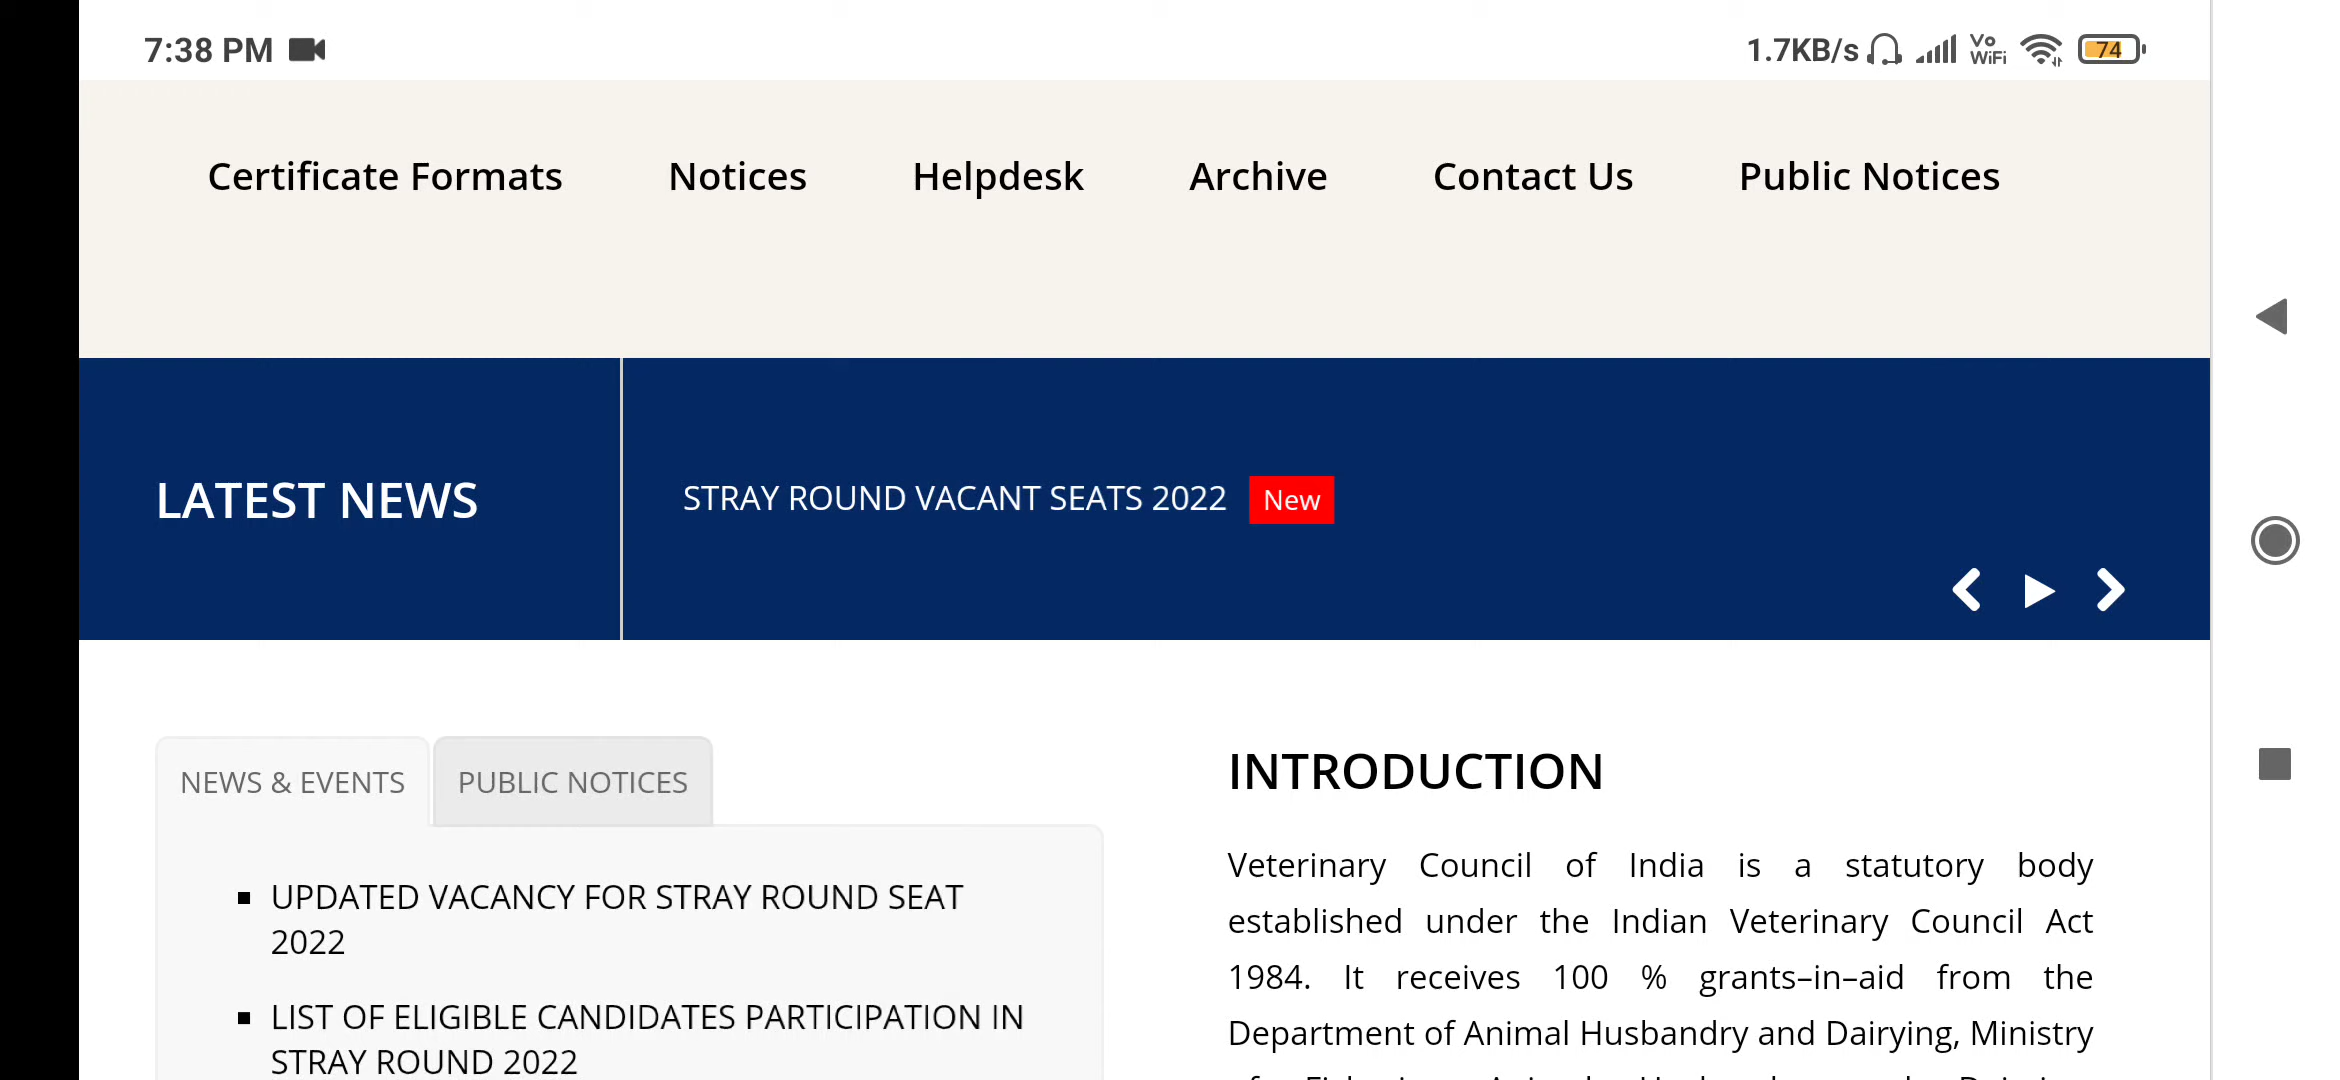 7:38 PM
1.7KB/s Vo WiFi 74
Certificate Formats Notices Helpdesk Archive Contact Us Public Notices
LATEST NEWS
STRAY ROUND VACANT SEATS 2022 New
NEWS & EVENTS PUBLIC NOTICES
UPDATED VACANCY FOR STRAY ROUND SEAT
2022
LIST OF ELIGIBLE CANDIDATES PARTICIPATION IN
STRAY ROUND 2022
INTRODUCTION
Veterinary Council of India is a statutory body
established under the Indian Veterinary Council Act
1984. It receives 100 % grants–in–aid from the
Department of Animal Husbandry and Dairying, Ministry